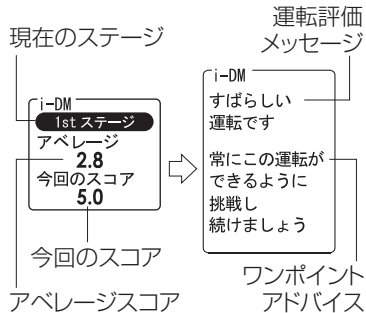 現在のステージ
i-DM
1st ステージ
アベレージ
2.8
今回のスコア
5.0
今回のスコア
アベレージスコア
運転評価
メッセージ
i-DM
すばらしい
運転です
常にこの運転が
できるように
挑戦し
続けましょう
ワンポイント
アドバイス